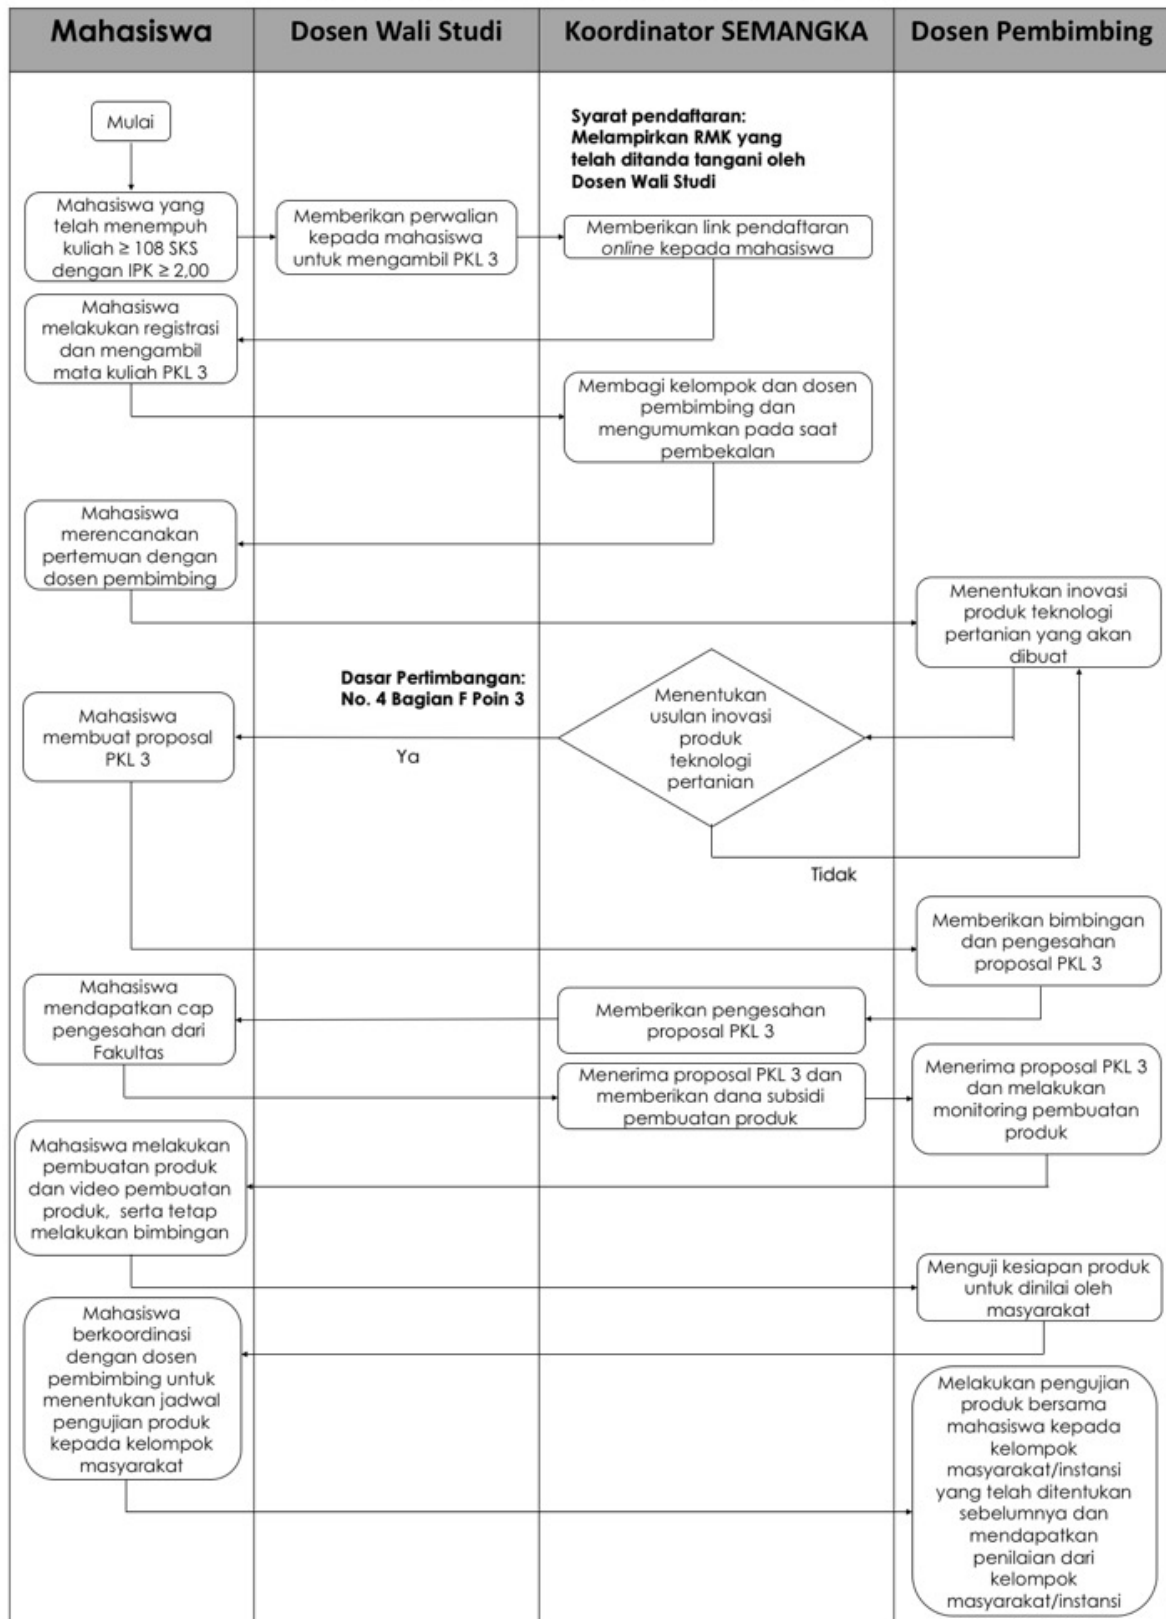 Mahasiswa
Dosen Wali Studi
Koordinator SEMANGKA
Dosen Pembimbing
Mulai
Syarat pendaftaran:
Melampirkan RMK yang
telah ditanda tangani oleh
Dosen Wali Studi
Mahasiswa yang
telah menempuh
kuliah ≥ 108 SKS
dengan IPK ≥ 2,00
Memberikan perwalian
kepada mahasiswa
untuk mengambil PKL 3
Memberikan link pendaftaran
online kepada mahasiswa
Mahasiswa
melakukan registrasi
dan mengambil
mata kuliah PKL 3
Membagi kelompok dan dosen
pembimbing dan
mengumumkan pada saat
pembekalan
Mahasiswa
merencanakan
pertemuan dengan
dosen pembimbing
Menentukan inovasi
produk teknologi
pertanian yang akan
dibuat
Dasar Pertimbangan:
No. 4 Bagian F Poin 3
Menentukan
usulan inovasi
produk
teknologi
pertanian
Ya
Tidak
Mahasiswa
membuat proposal
PKL 3
Memberikan bimbingan
dan pengesahan
proposal PKL 3
Memberikan pengesahan
proposal PKL 3
Mahasiswa
mendapatkan cap
pengesahan dari
Fakultas
Menerima proposal PKL 3 dan
memberikan dana subsidi
pembuatan produk
Menerima proposal PKL 3
dan melakukan
monitoring pembuatan
produk
Mahasiswa melakukan
pembuatan produk
dan video pembuatan
produk, serta tetap
melakukan bimbingan
Menguji kesiapan produk
untuk dinilai oleh
masyarakat
Mahasiswa
berkoordinasi
dengan dosen
pembimbing untuk
menentukan jadwal
pengujian produk
kepada kelompok
masyarakat
Melakukan pengujian
produk bersama
mahasiswa kepada
kelompok
masyarakat/instansi
yang telah ditentukan
sebelumnya dan
mendapatkan
penilaian dari
kelompok
masyarakat/instansi